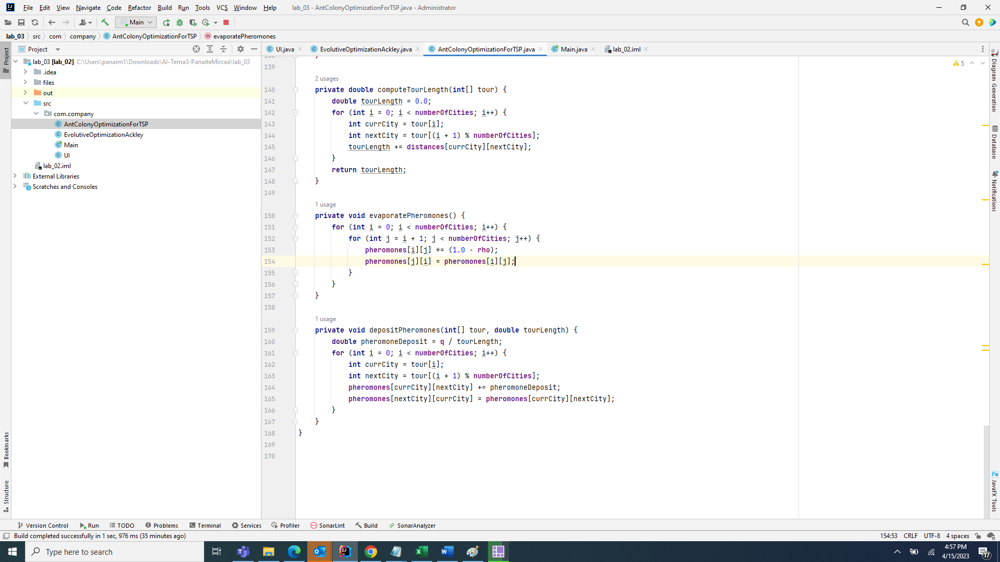 File Edit View Navigate Code Refactor Build Run Tools VCS Window Help lab_03 - AntColonyOptimizationForTSP.java - Administrator
Main
lab_03 src com company AntColonyOptimizationForTSP evaporatePheromones
Project
UI.java EvolutiveOptimizationAckley.java AntColonyOptimizationForTSP.java Main.java lab_02.iml
Project
lab_03 [lab_02] C:\Users\panaim1\Downloads\AI-Tema3-PanaiteMircea\lab_03
.idea
files
out
src
com.company
AntColonyOptimizationForTSP
EvolutiveOptimizationAckley
Main
UI
lab_02.iml
External Libraries
Scratches and Consoles
Bookmarks
Structure
5
139
2 usages
140 private double computeTourLength(int[] tour) {
141 double tourLength = 0.0;
142 for (int i = 0; i < numberOfCities; i++) {
143 int currCity = tour[i];
144 int nextCity = tour[(i + 1) % numberOfCities];
145 tourLength += distances[currCity][nextCity];
146 }
147 return tourLength;
148 }
149
1 usage
150 private void evaporatePheromones() {
151 for (int i = 0; i < numberOfCities; i++) {
152 for (int j = i + 1; j < numberOfCities; j++) {
153 pheromones[i][j] *= (1.0 - rho);
154 pheromones[j][i] = pheromones[i][j];
155 }
156 }
157 }
158
1 usage
159 private void depositPheromones(int[] tour, double tourLength) {
160 double pheromoneDeposit = q / tourLength;
161 for (int i = 0; i < numberOfCities; i++) {
162 int currCity = tour[i];
163 int nextCity = tour[(i + 1) % numberOfCities];
164 pheromones[currCity][nextCity] += pheromoneDeposit;
165 pheromones[nextCity][currCity] = pheromones[currCity][nextCity];
166 }
167 }
168 }
169
170
Diagram Generation
Database
Notifications
JavaFX Tools
Version Control Run TODO Problems Terminal Services Profiler SonarLint Build SonarAnalyzer
Build completed successfully in 1 sec, 976 ms (35 minutes ago) 154:53 CRLF UTF-8 4 spaces
Type here to search
4:57 PM
4/15/2023
17